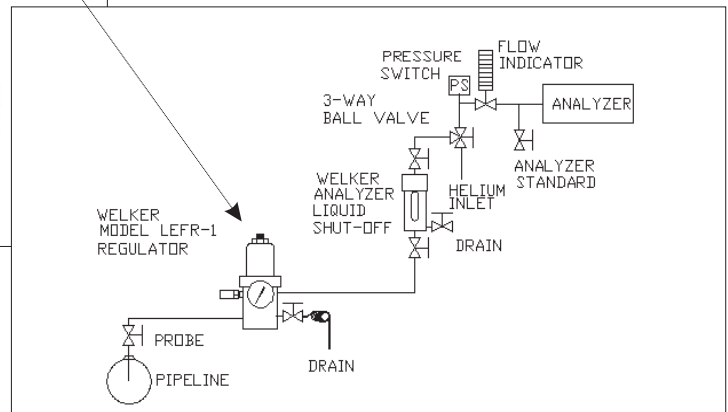 FLOW
INDICATOR
PRESSURE
SWITCH
PS
3-WAY
BALL VALVE
ANALYZER
ANALYZER
STANDARD
WELKER
ANALYZER
LIQUID
SHUT-OFF
HELIUM
INLET
DRAIN
WELKER
MODEL LEFR-1
REGULATOR
PROBE
DRAIN
PIPELINE